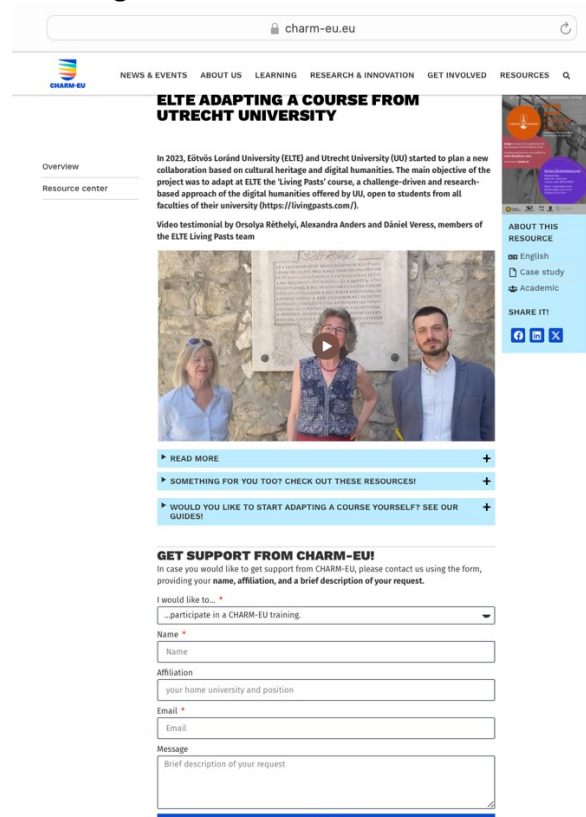 charm-eu.eu
CHARM-EU
NEWS & EVENTS ABOUT US LEARNING RESEARCH & INNOVATION GET INVOLVED RESOURCES
ELTE ADAPTING A COURSE FROM
UTRECHT UNIVERSITY
Overview
Resource center
In 2023, Eötvös Loránd University (ELTE) and Utrecht University (UU) started to plan a new
collaboration based on cultural heritage and digital humanities. The main objective of the
project was to adapt at ELTE the 'Living Pasts' course, a challenge-driven and research-
based approach of the digital humanities offered by UU, open to students from all
faculties of their university (https://livingpasts.com/).
Video testimonial by Orsolya Réthelyi, Alexandra Anders and Dániel Veress, members of
the ELTE Living Pasts team
READ MORE
SOMETHING FOR YOU TOO? CHECK OUT THESE RESOURCES!
WOULD YOU LIKE TO START ADAPTING A COURSE YOURSELF? SEE OUR
GUIDES!
ABOUT THIS
RESOURCE
English
Case study
Academic
SHARE IT!
GET SUPPORT FROM CHARM-EU!
In case you would like to get support from CHARM-EU, please contact us using the form,
providing your name, affiliation, and a brief description of your request.
I would like to... *
...participate in a CHARM-EU training.
Name *
Name
Affiliation
your home university and position
Email *
Email
Message
Brief description of your request